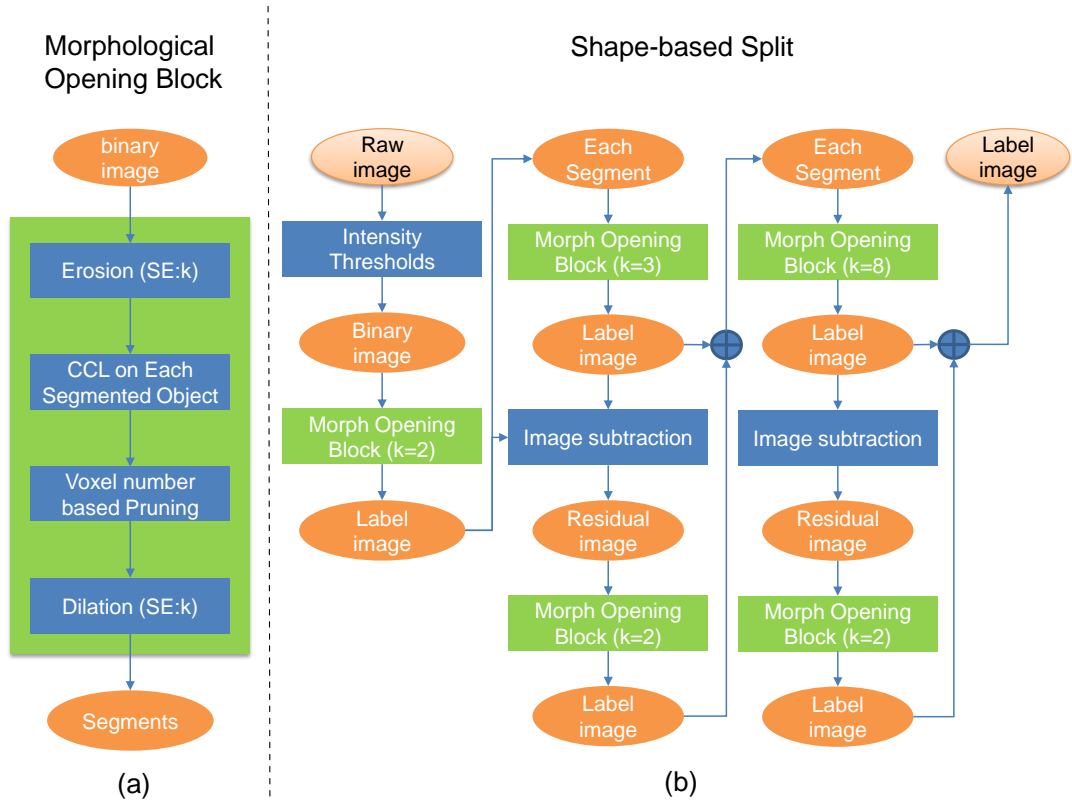 Morphological
Opening Block
binary
image
Erosion (SE:k)
CCL on Each
Segmented Object
Voxel number
based Pruning
Dilation (SE:k)
Segments
(a)
Shape-based Split
Raw
image
Intensity
Thresholds
Binary
image
Morph Opening
Block (k=2)
Label
image
Each
Segment
Morph Opening
Block (k=3)
Label
image
Image subtraction
Residual
image
Morph Opening
Block (k=2)
Label
image
Each
Segment
Morph Opening
Block (k=8)
Label
image
Image subtraction
Residual
image
Morph Opening
Block (k=2)
Label
image
Label
image
(b)